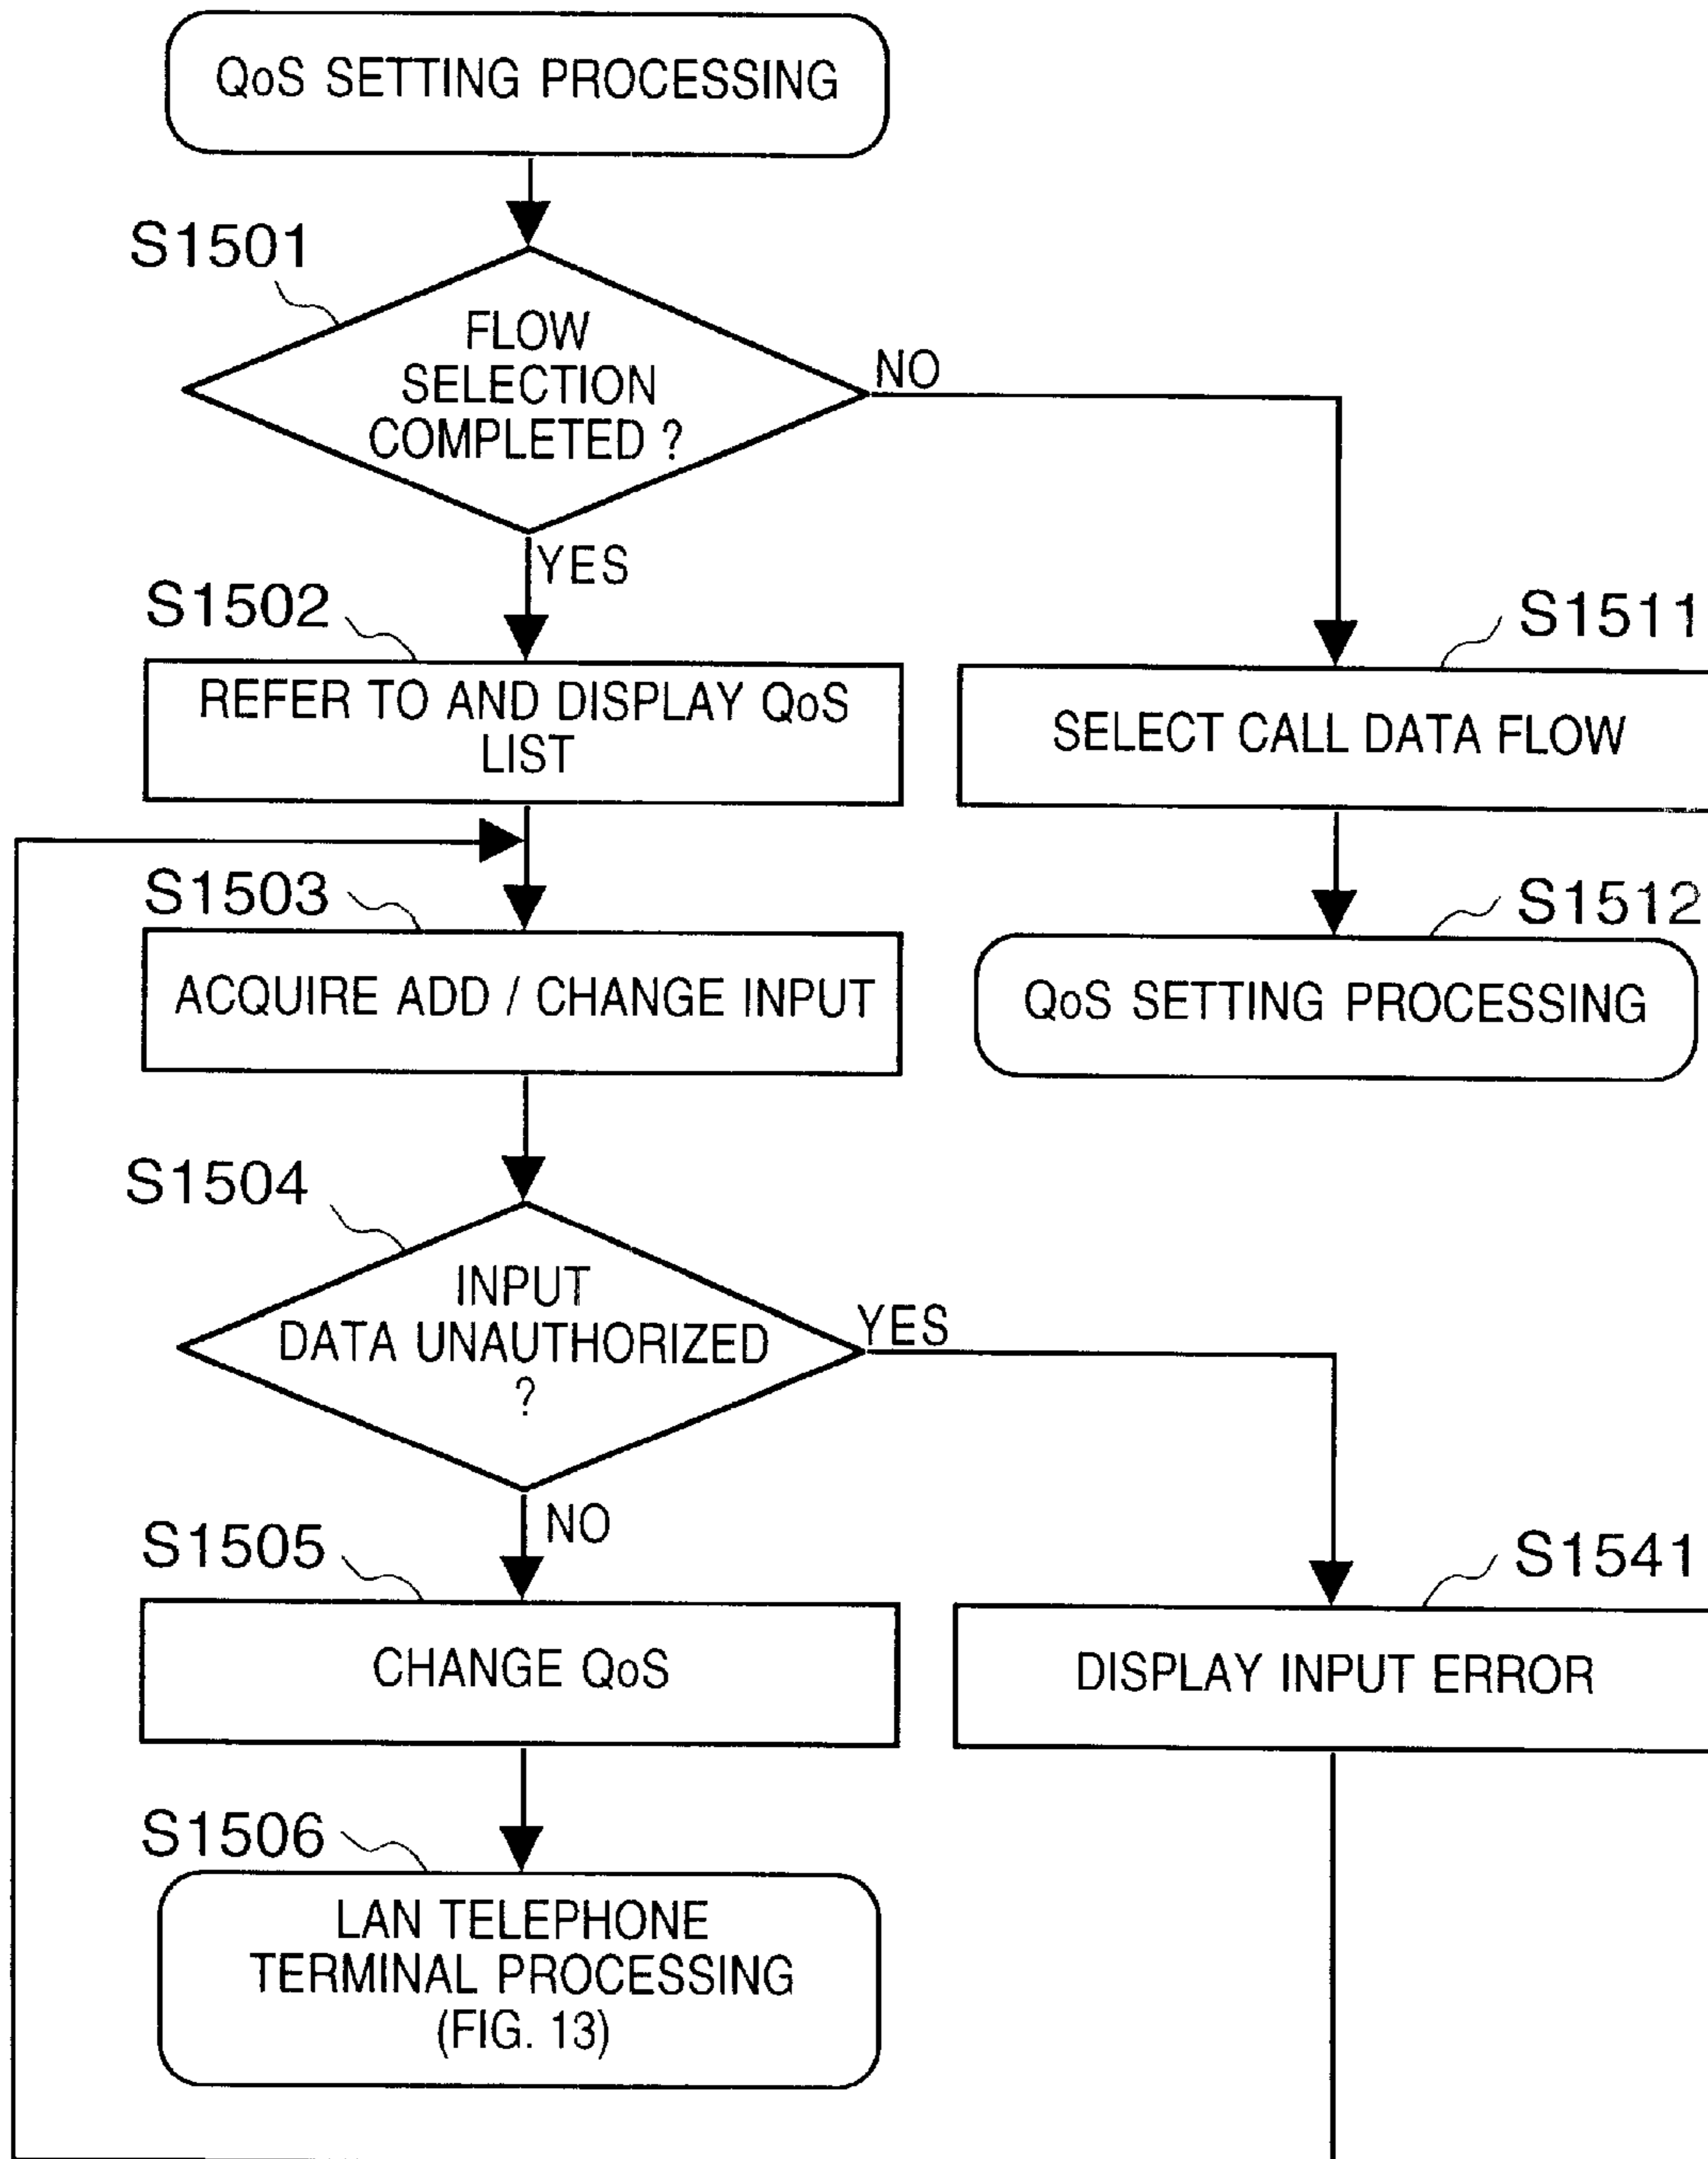 QoS SETTING PROCESSING
S1501
FLOW
SELECTION
COMPLETED ?
NO
YES
S1502
REFER TO AND DISPLAY QoS
LIST
S1511
SELECT CALL DATA FLOW
S1503
ACQUIRE ADD / CHANGE INPUT
S1512
QoS SETTING PROCESSING
S1504
INPUT
DATA UNAUTHORIZED
?
YES
NO
S1505
CHANGE QoS
S1541
DISPLAY INPUT ERROR
S1506
LAN TELEPHONE
TERMINAL PROCESSING
(FIG. 13)